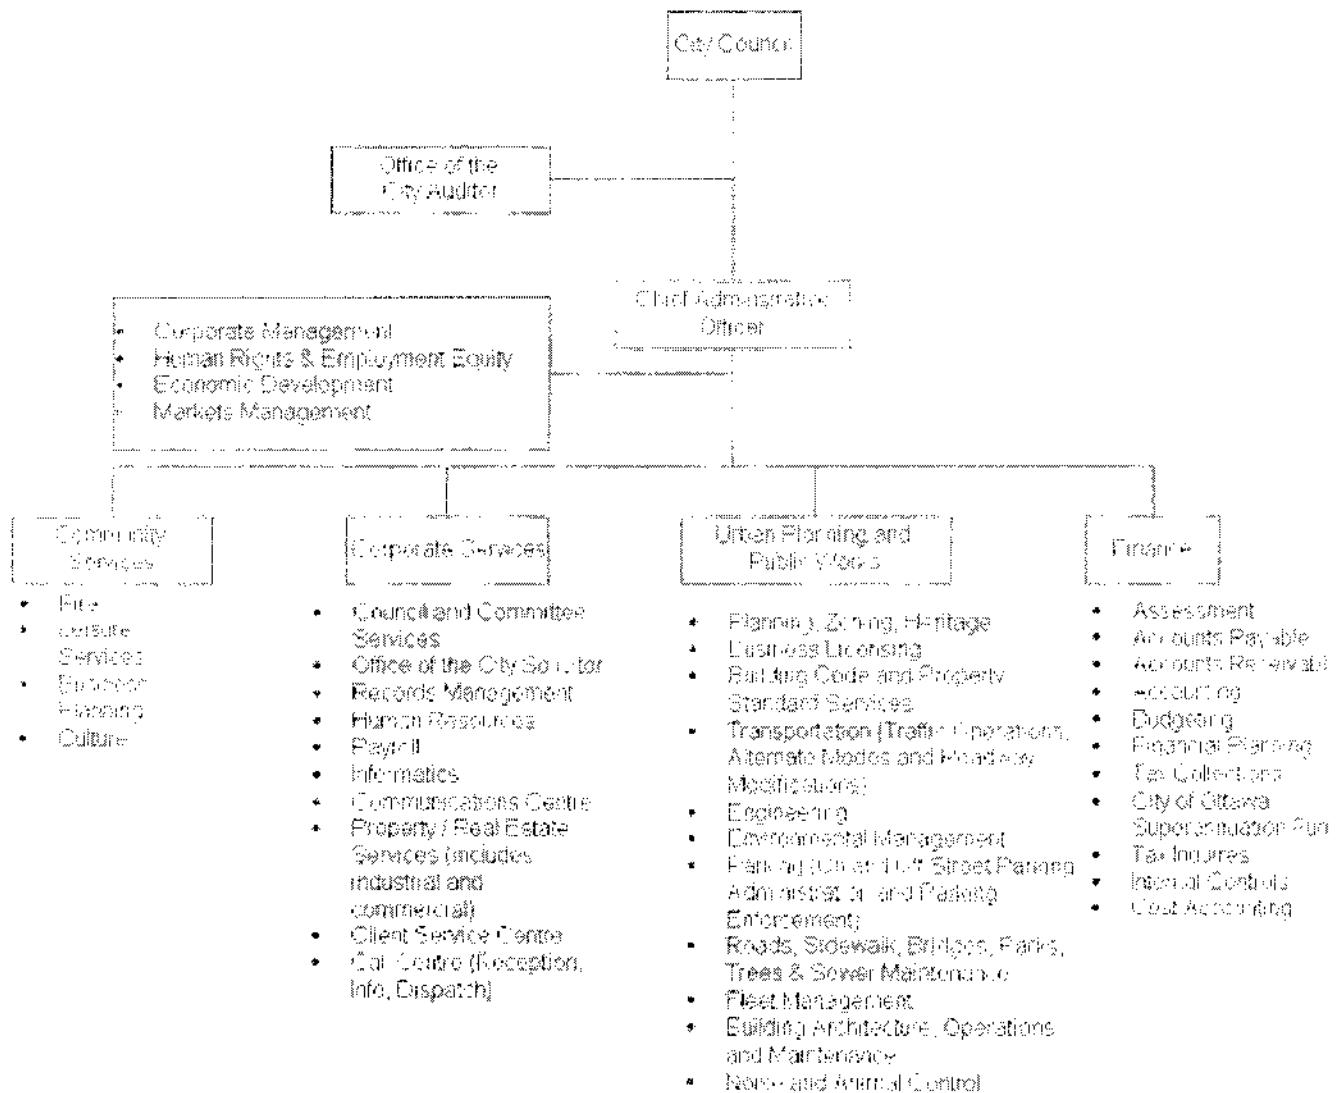 City Council
Office of the
City Auditor
Chief Administrative
Officer
• Corporate Management
• Human Rights & Employment Equity
• Economic Development
• Markets Management
Community
Services
• Fire
• Leisure
Services
• Business
Planning
• Culture
Corporate Services
• Council and Committee
Services
• Office of the City Solicitor
• Records Management
• Human Resources
• Payroll
• Informatics
• Communications Centre
• Property / Real Estate
Services (includes
industrial and
commercial)
• Client Service Centre
• Call Centre (Reception,
Info, Dispatch)
Urban Planning and
Public Works
• Planning, Zoning, Heritage
• Business Licensing
• Building Code and Property
Standard Services
• Transportation (Traffic Operations,
Alternate Modes and Roadway
Modifications)
• Engineering
• Environmental Management
• Parking (On and Off Street Parking
Administration and Parking
Enforcement)
• Roads, Sidewalk, Bridges, Parks,
Trees & Sewer Maintenance
• Fleet Management
• Building Architecture, Operations
and Maintenance
• Noise and Animal Control
Finance
• Assessment
• Accounts Payable
• Accounts Receivabl
• Accounting
• Budgeting
• Financial Planning
• Tax Collections
• City of Ottawa
Superannuation Fun
• Tax Inquires
• Internal Controls
• Cost Accounting